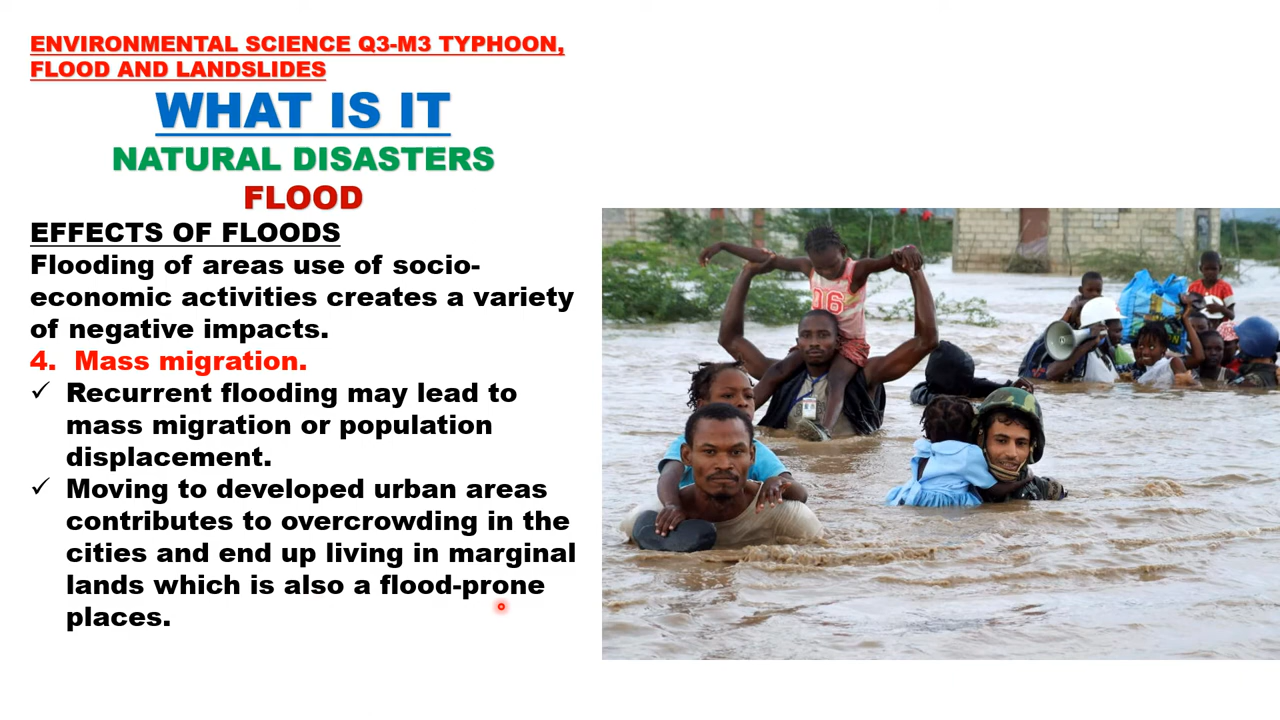 ENVIRONMENTAL SCIENCE Q3-M3 TYPHOON,
FLOOD AND LANDSLIDES
WHAT IS IT
NATURAL DISASTERS
FLOOD
EFFECTS OF FLOODS
Flooding of areas use of socio-
economic activities creates a variety
of negative impacts.
4. Mass migration.
✓ Recurrent flooding may lead to
mass migration or population
displacement.
✓ Moving to developed urban areas
contributes to overcrowding in the
cities and end up living in marginal
lands which is also a flood-prone
places.